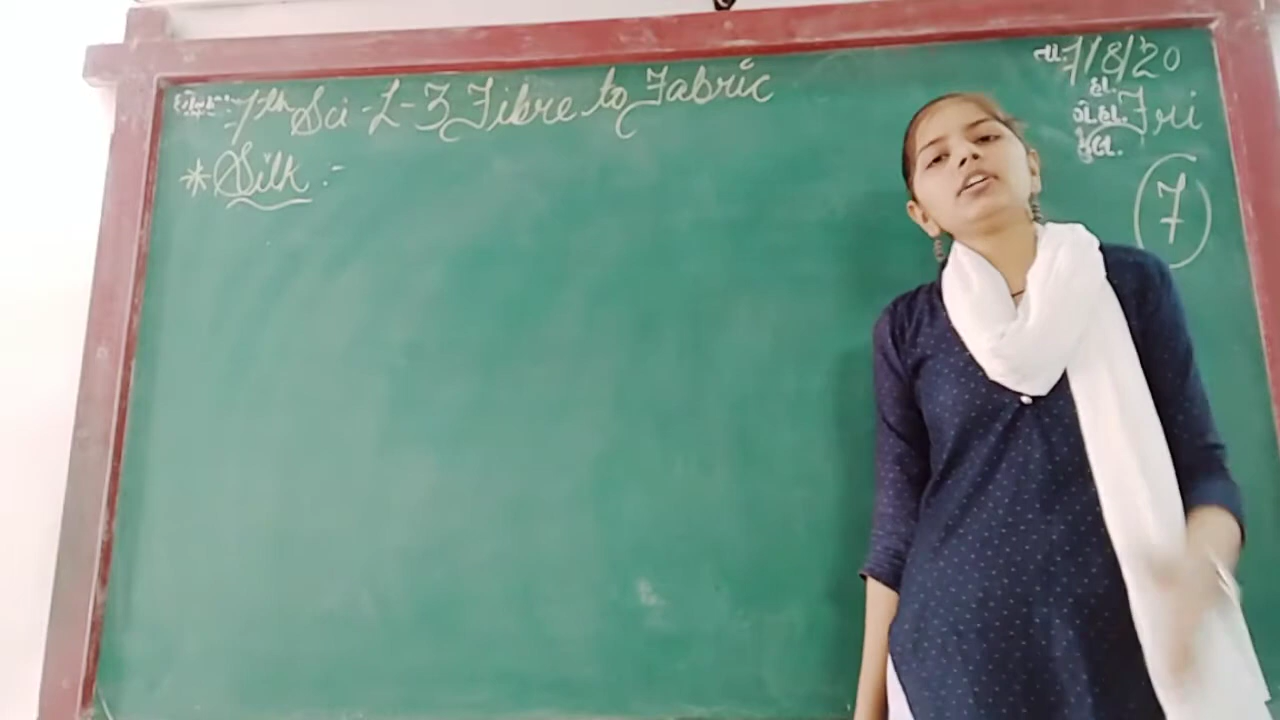 7th Sci - L-3 Fibre to Fabric
* Silk :-
તા. 7/8/20
હા.
ગે.હા. Fri
કુલ.
7